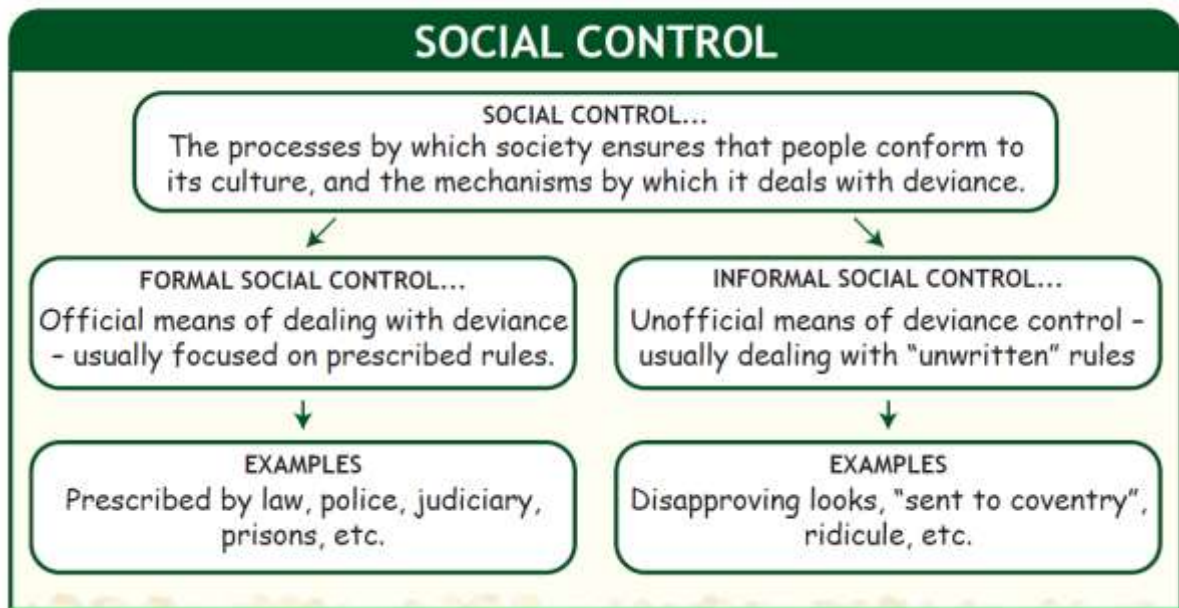 SOCIAL CONTROL
SOCIAL CONTROL...
The processes by which society ensures that people conform to
its culture, and the mechanisms by which it deals with deviance.
FORMAL SOCIAL CONTROL...
Official means of dealing with deviance
– usually focused on prescribed rules.
INFORMAL SOCIAL CONTROL...
Unofficial means of deviance control –
usually dealing with “unwritten” rules
EXAMPLES
Prescribed by law, police, judiciary,
prisons, etc.
EXAMPLES
Disapproving looks, “sent to coventry”,
ridicule, etc.